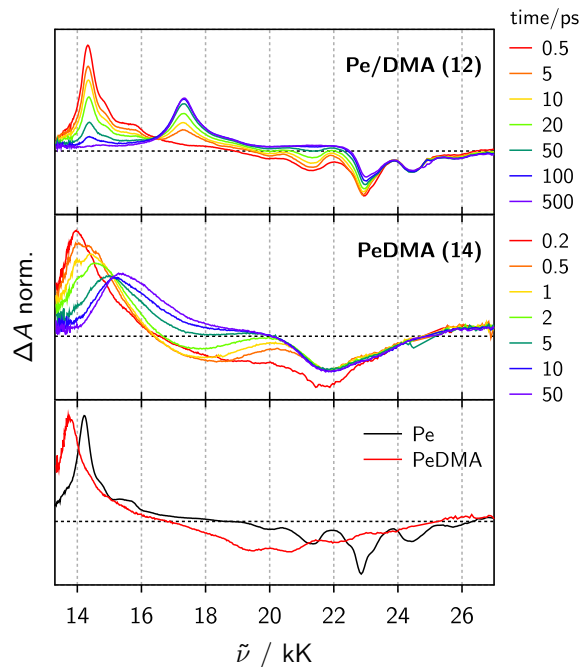 time/ps
Pe/DMA (12)
0.5
5
10
20
50
100
500
PeDMA (14)
0.2
0.5
1
2
5
10
50
ΔA norm.
Pe
PeDMA
14 16 18 20 22 24 26
ν̃ / kK